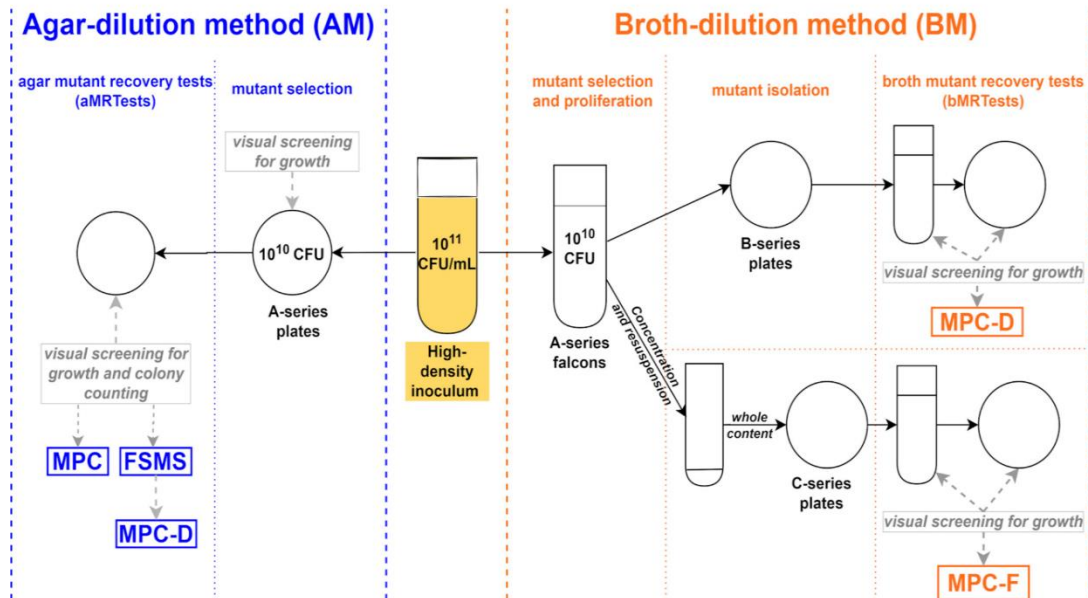 Agar-dilution method (AM)
Broth-dilution method (BM)
agar mutant recovery tests
(aMRTests)
mutant selection
mutant selection
and proliferation
mutant isolation
broth mutant recovery tests
(bMRTests)
visual screening
for growth
10¹⁰ CFU
A-series
plates
visual screening for
growth and colony
counting
MPC
FSMS
MPC-D
10¹¹
CFU/mL
High-
density
inoculum
10¹⁰
CFU
A-series
falcons
B-series
plates
visual screening for growth
MPC-D
Concentration
and resuspension
whole
content
C-series
plates
visual screening for growth
MPC-F